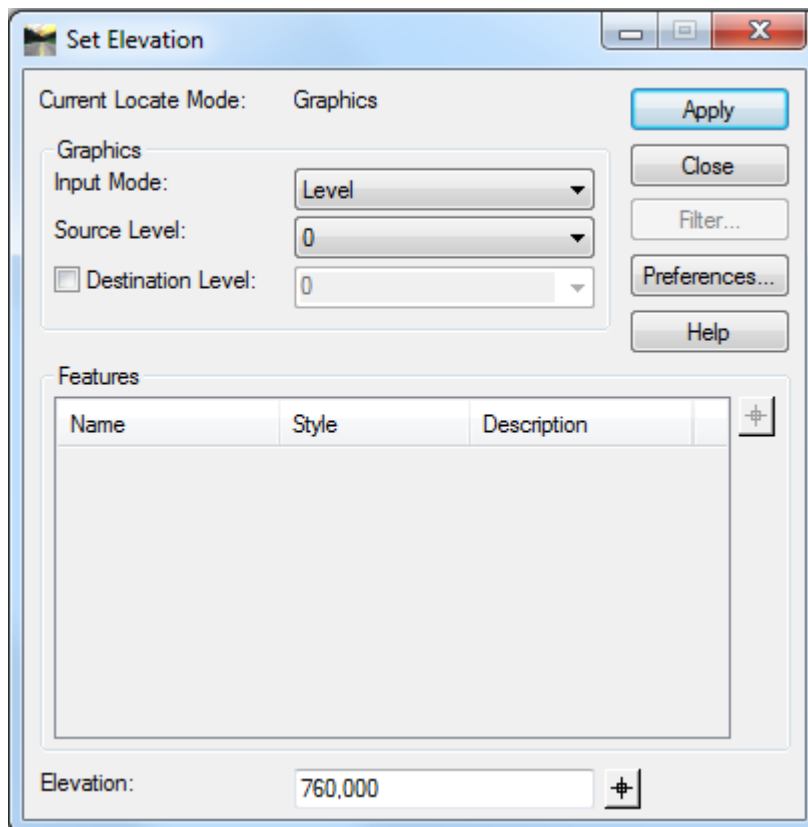 Set Elevation
Current Locate Mode: Graphics
Apply
Graphics
Close
Input Mode: Level
Filter...
Source Level: 0
Destination Level: 0
Preferences...
Help
Features
Name Style Description
Elevation: 760,000